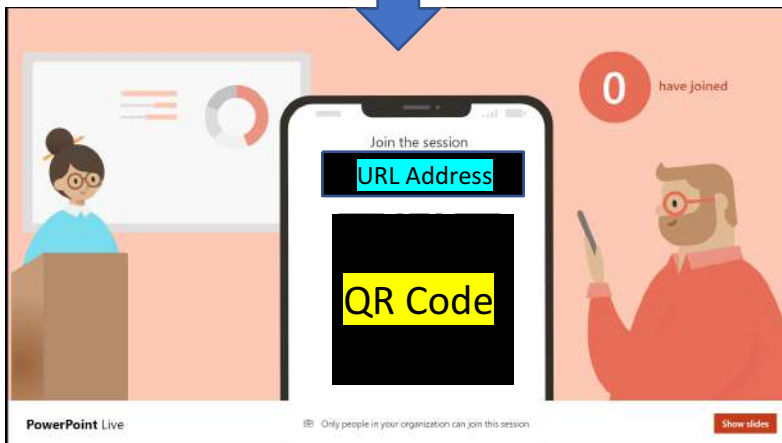 0 have joined
Join the session
URL Address
QR Code
PowerPoint Live
Only people in your organization can join this session
Show slides